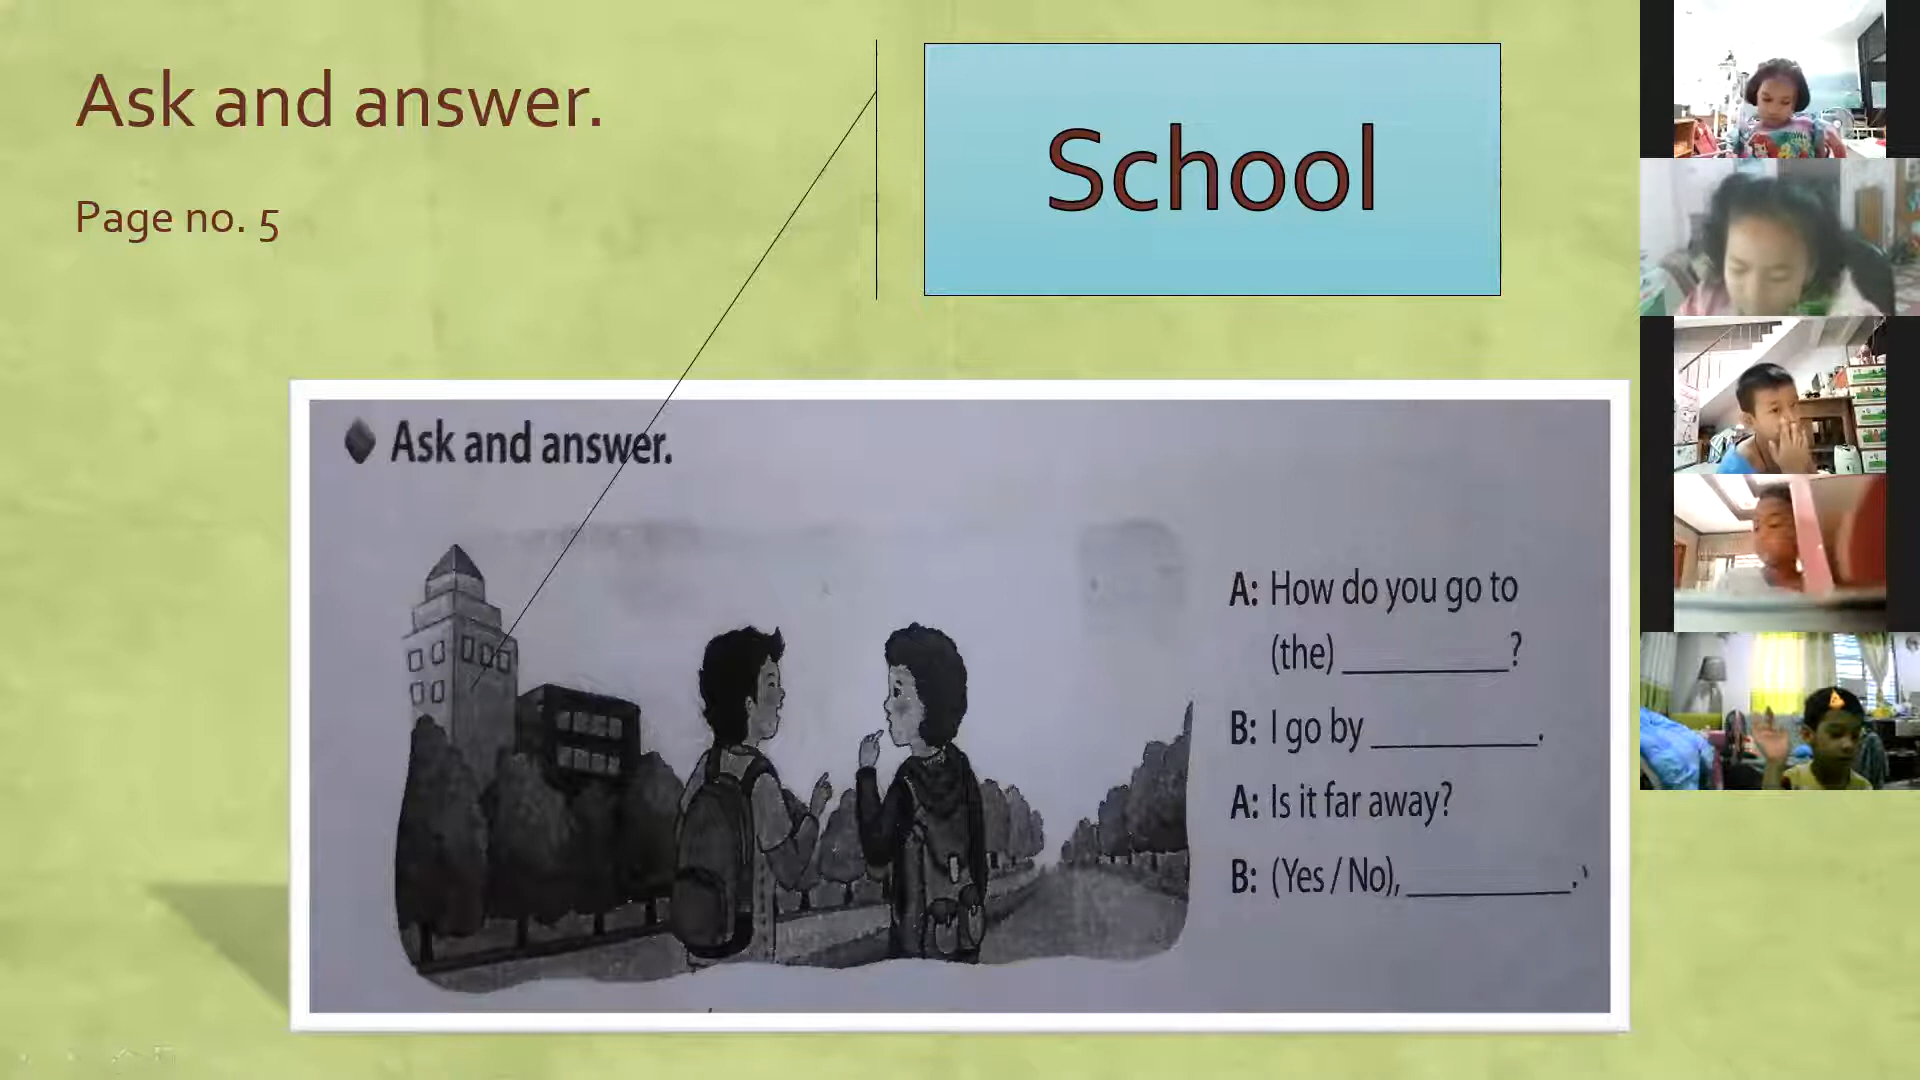 Ask and answer.
Page no. 5
School
Ask and answer.
A: How do you go to
(the) __________?
B: I go by __________.
A: Is it far away?
B: (Yes / No), __________.